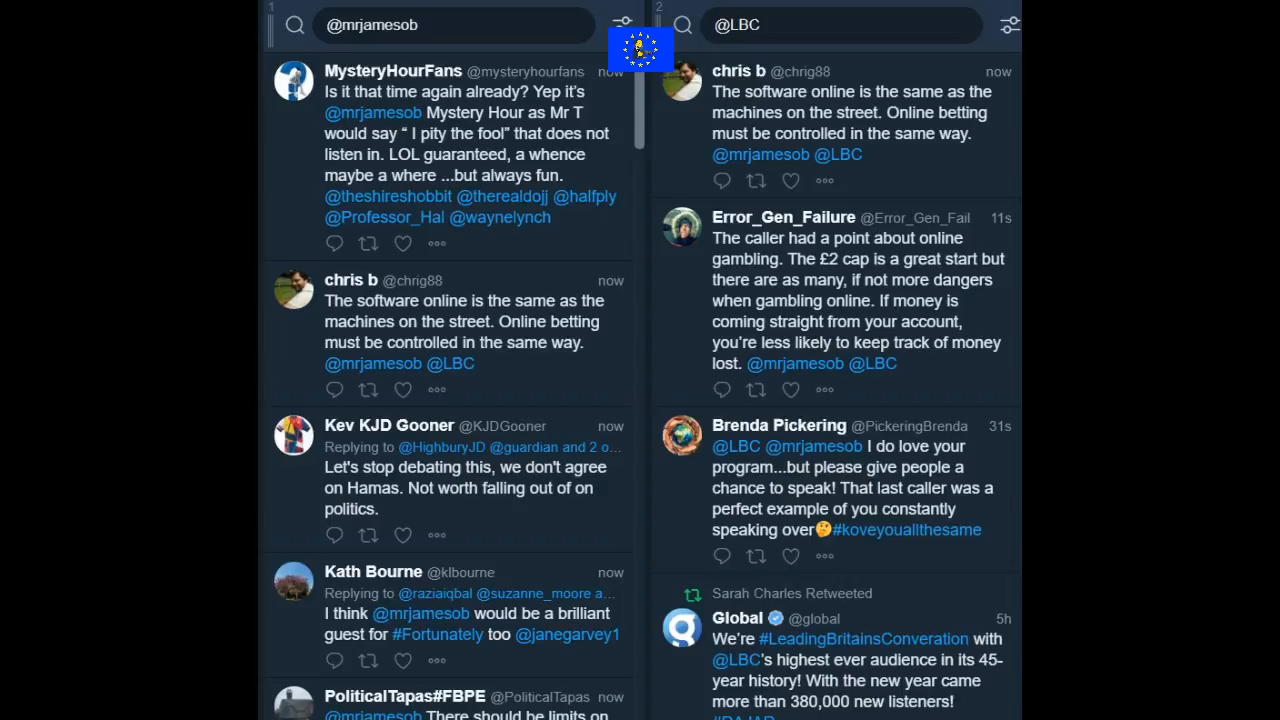 1
@mrjamesob
MysteryHourFans @mysteryhourfans now
Is it that time again already? Yep it's
@mrjamesob Mystery Hour as Mr T
would say “ I pity the fool” that does not
listen in. LOL guaranteed, a whence
maybe a where ...but always fun.
@theshireshobbit @therealdojj @halfply
@Professor_Hal @waynelynch
chris b @chrig88 now
The software online is the same as the
machines on the street. Online betting
must be controlled in the same way.
@mrjamesob @LBC
Kev KJD Gooner @KJDGooner now
Replying to @HighburyJD @guardian and 2 o...
Let's stop debating this, we don't agree
on Hamas. Not worth falling out of on
politics.
Kath Bourne @klbourne now
Replying to @raziaiqbal @suzanne_moore a...
I think @mrjamesob would be a brilliant
guest for #Fortunately too @janegarvey1
PoliticalTapas#FBPE @PoliticalTapas now
@mrjamesob There should be limits on
2
@LBC
chris b @chrig88 now
The software online is the same as the
machines on the street. Online betting
must be controlled in the same way.
@mrjamesob @LBC
Error_Gen_Failure @Error_Gen_Fail 11s
The caller had a point about online
gambling. The £2 cap is a great start but
there are as many, if not more dangers
when gambling online. If money is
coming straight from your account,
you're less likely to keep track of money
lost. @mrjamesob @LBC
Brenda Pickering @PickeringBrenda 31s
@LBC @mrjamesob I do love your
program...but please give people a
chance to speak! That last caller was a
perfect example of you constantly
speaking over🤔#koveyouallthesame
Sarah Charles Retweeted
Global @global 5h
We're #LeadingBritainsConveration with
@LBC's highest ever audience in its 45-
year history! With the new year came
more than 380,000 new listeners!
#RAJAR